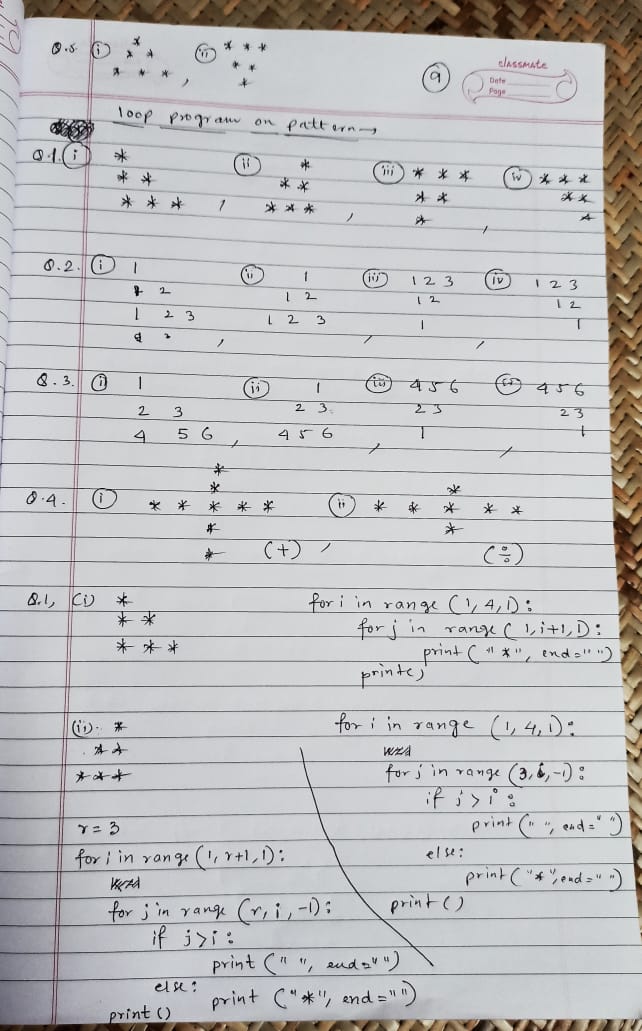 Q.5 (i) * (ii) * * *
* * * *
* * * , *
9
classmate
Date
Page
loop program on pattern→
Q.1. (i) * (ii) * (iii) * * * (iv) * * *
* * * * * * * *
* * * , * * * , * , *
Q.2. (i) 1 (ii) 1 (iii) 1 2 3 (iv) 1 2 3
1 2 1 2 1 2 1 2
1 2 3 , 1 2 3 , 1 , 1
Q.3. (i) 1 (ii) 1 (iii) 4 5 6 (iv) 4 5 6
2 3 2 3 2 3 2 3
4 5 6 , 4 5 6 , 1 , 1
*
* *
Q.4. (i) * * * * * (ii) * * * * *
* *
* (+) , (÷)
Q.1, (i) * for i in range (1, 4, 1):
* * for j in range (1, i+1, 1):
* * * print ("*", end="")
print()
(ii). * for i in range (1, 4, 1):
* *
* * * for j in range (3, i, -1):
if j>i:
r = 3 print (" ", end=" ")
for i in range (1, r+1, 1): else:
print ("*", end=" ")
for j in range (r, i, -1): print ()
if j>i:
print (" ", end="")
else:
print ("*", end="")
print ()